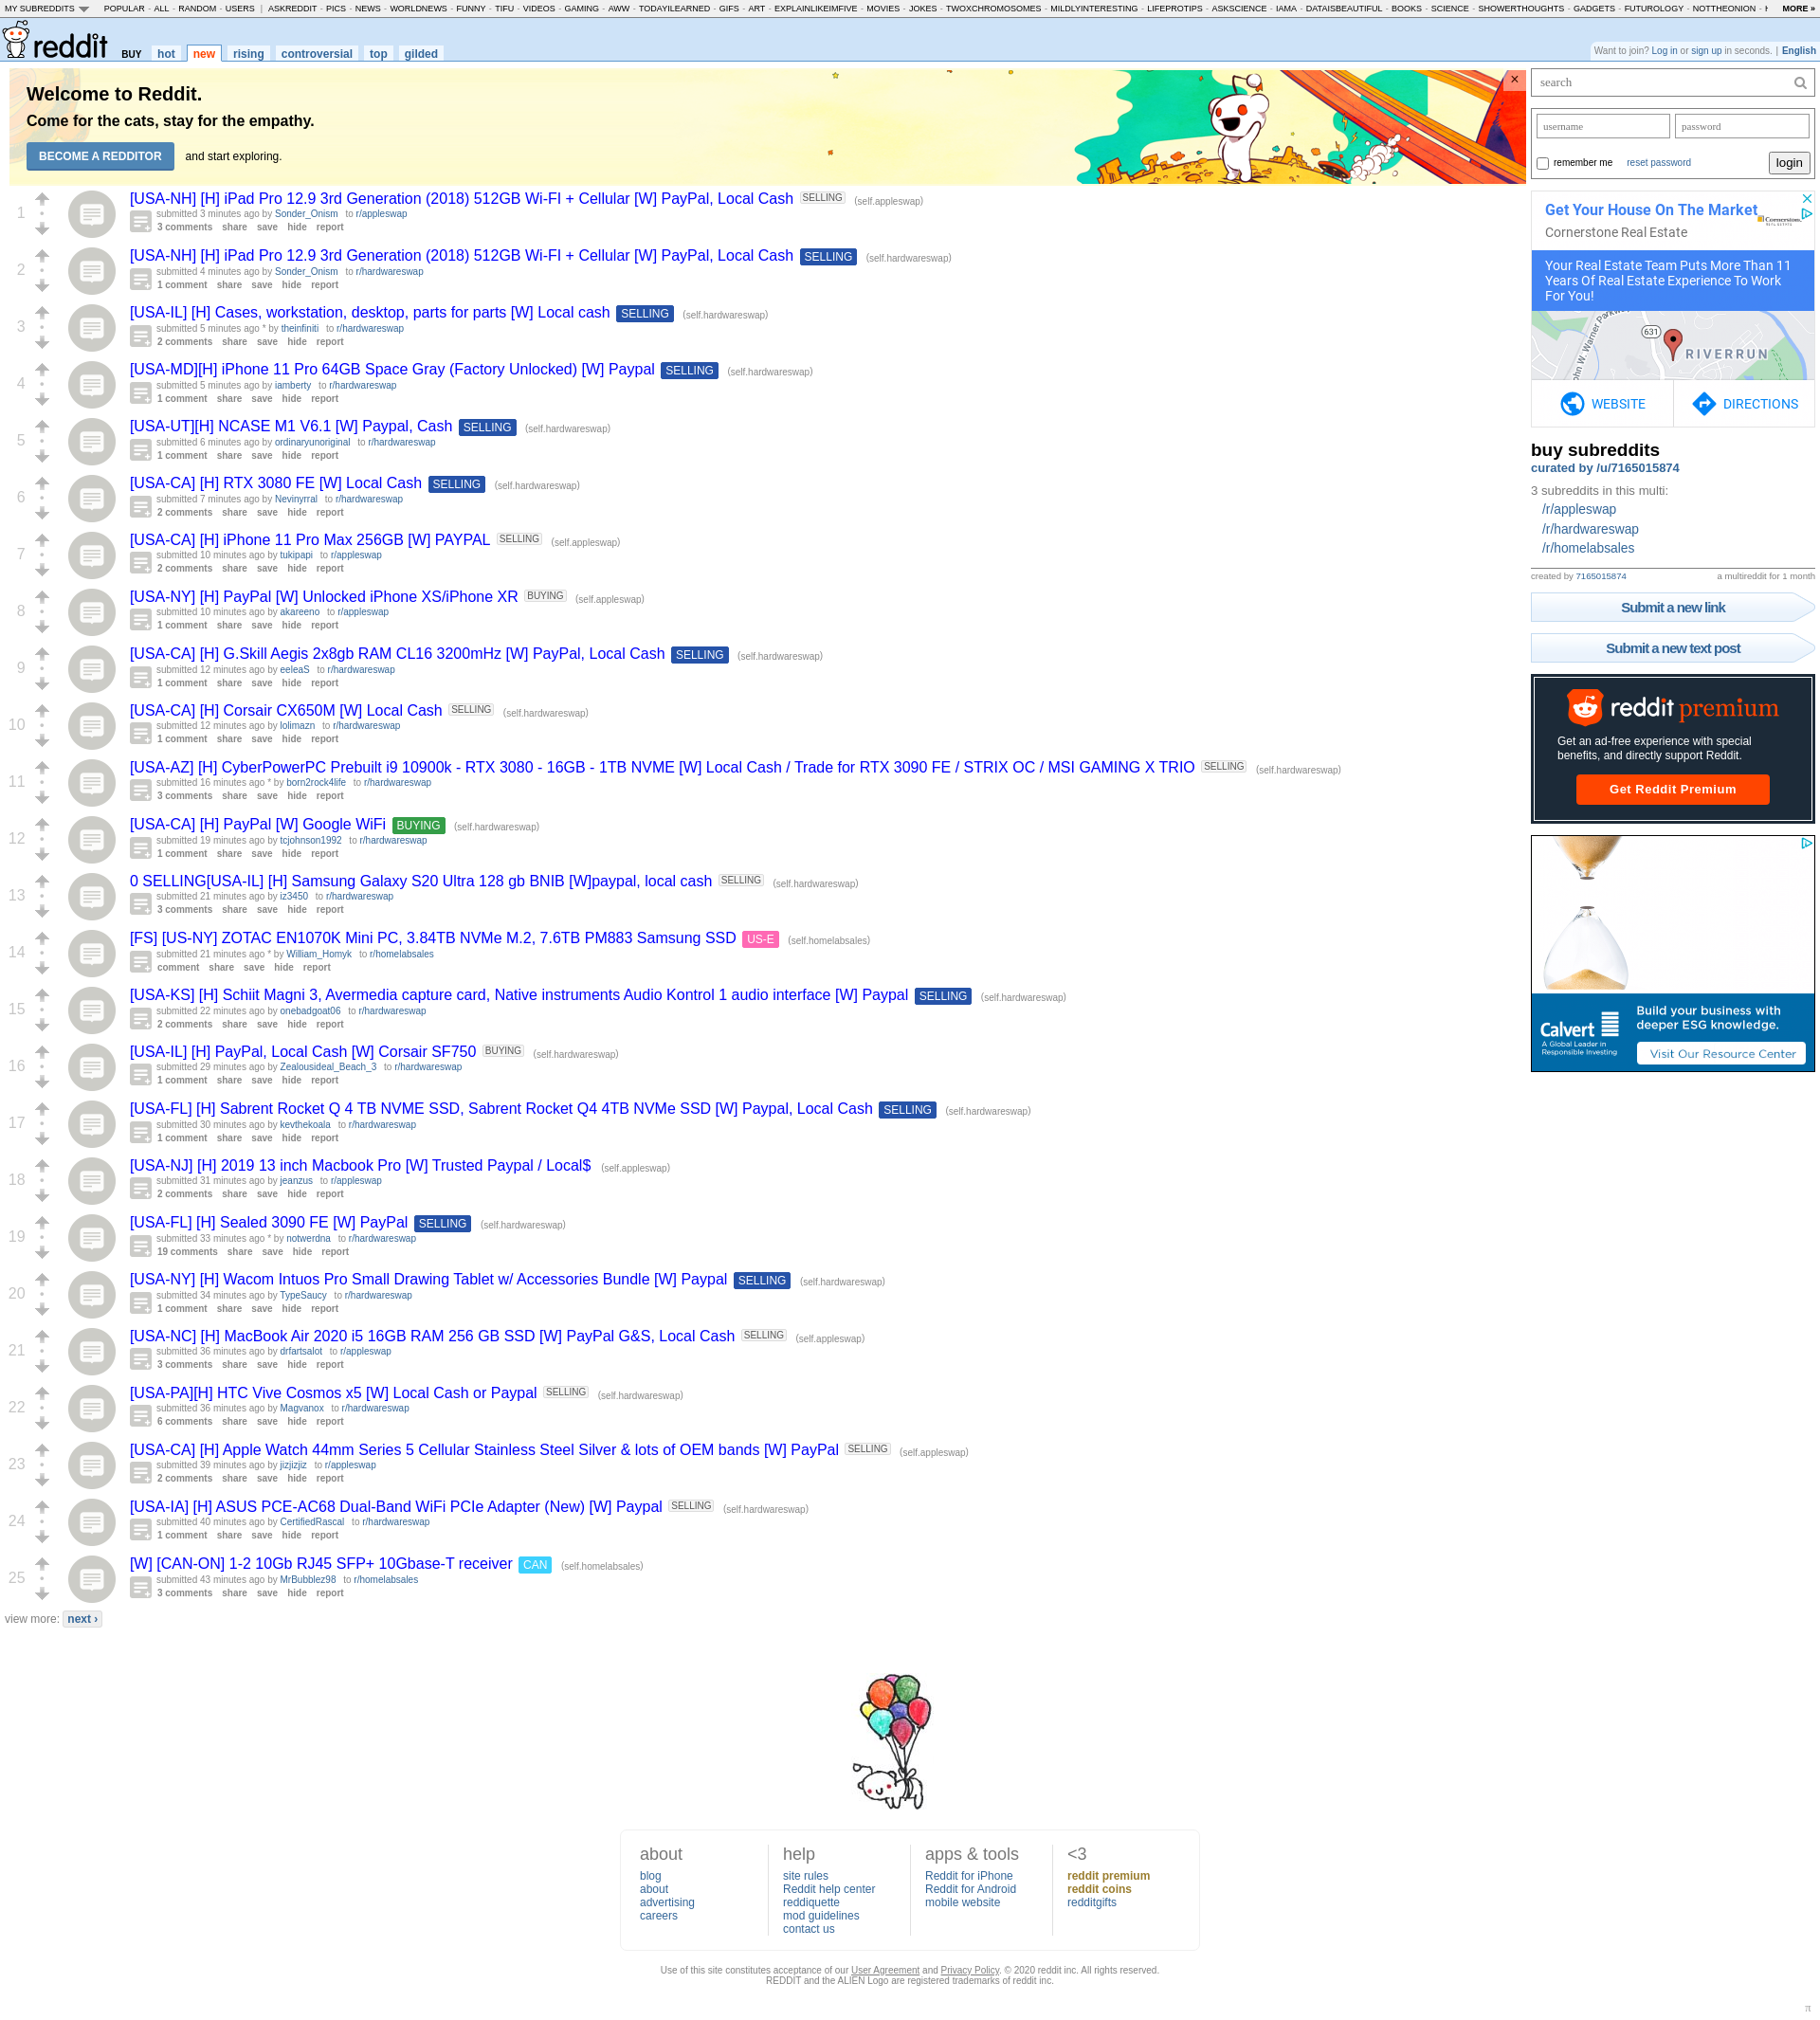 MY SUBREDDITS POPULAR - ALL - RANDOM - USERS | ASKREDDIT - PICS - NEWS - WORLDNEWS - FUNNY - TIFU - VIDEOS - GAMING - AWW - TODAYILEARNED - GIFS - ART - EXPLAINLIKEIMFIVE - MOVIES - JOKES - TWOXCHROMOSOMES - MILDLYINTERESTING - LIFEPROTIPS - ASKSCIENCE - IAMA - DATAISBEAUTIFUL - BOOKS - SCIENCE - SHOWERTHOUGHTS - GADGETS - FUTUROLOGY - NOTTHEONION - MORE »
reddit BUY hot new rising controversial top gilded
Want to join? Log in or sign up in seconds. | English
Welcome to Reddit.
Come for the cats, stay for the empathy.
BECOME A REDDITOR and start exploring.
×
1
[USA-NH] [H] iPad Pro 12.9 3rd Generation (2018) 512GB Wi-FI + Cellular [W] PayPal, Local Cash SELLING (self.appleswap)
submitted 3 minutes ago by Sonder_Onism to r/appleswap
3 comments share save hide report
2
[USA-NH] [H] iPad Pro 12.9 3rd Generation (2018) 512GB Wi-FI + Cellular [W] PayPal, Local Cash SELLING (self.hardwareswap)
submitted 4 minutes ago by Sonder_Onism to r/hardwareswap
1 comment share save hide report
3
[USA-IL] [H] Cases, workstation, desktop, parts for parts [W] Local cash SELLING (self.hardwareswap)
submitted 5 minutes ago * by theinfiniti to r/hardwareswap
2 comments share save hide report
4
[USA-MD][H] iPhone 11 Pro 64GB Space Gray (Factory Unlocked) [W] Paypal SELLING (self.hardwareswap)
submitted 5 minutes ago by iamberty to r/hardwareswap
1 comment share save hide report
5
[USA-UT][H] NCASE M1 V6.1 [W] Paypal, Cash SELLING (self.hardwareswap)
submitted 6 minutes ago by ordinaryunoriginal to r/hardwareswap
1 comment share save hide report
6
[USA-CA] [H] RTX 3080 FE [W] Local Cash SELLING (self.hardwareswap)
submitted 7 minutes ago by Nevinyrral to r/hardwareswap
2 comments share save hide report
7
[USA-CA] [H] iPhone 11 Pro Max 256GB [W] PAYPAL SELLING (self.appleswap)
submitted 10 minutes ago by tukipapi to r/appleswap
2 comments share save hide report
8
[USA-NY] [H] PayPal [W] Unlocked iPhone XS/iPhone XR BUYING (self.appleswap)
submitted 10 minutes ago by akareeno to r/appleswap
1 comment share save hide report
9
[USA-CA] [H] G.Skill Aegis 2x8gb RAM CL16 3200mHz [W] PayPal, Local Cash SELLING (self.hardwareswap)
submitted 12 minutes ago by eeleaS to r/hardwareswap
1 comment share save hide report
10
[USA-CA] [H] Corsair CX650M [W] Local Cash SELLING (self.hardwareswap)
submitted 12 minutes ago by lolimazn to r/hardwareswap
1 comment share save hide report
11
[USA-AZ] [H] CyberPowerPC Prebuilt i9 10900k - RTX 3080 - 16GB - 1TB NVME [W] Local Cash / Trade for RTX 3090 FE / STRIX OC / MSI GAMING X TRIO SELLING (self.hardwareswap)
submitted 16 minutes ago * by born2rock4life to r/hardwareswap
3 comments share save hide report
12
[USA-CA] [H] PayPal [W] Google WiFi BUYING (self.hardwareswap)
submitted 19 minutes ago by tcjohnson1992 to r/hardwareswap
1 comment share save hide report
13
0 SELLING[USA-IL] [H] Samsung Galaxy S20 Ultra 128 gb BNIB [W]paypal, local cash SELLING (self.hardwareswap)
submitted 21 minutes ago by iz3450 to r/hardwareswap
3 comments share save hide report
14
[FS] [US-NY] ZOTAC EN1070K Mini PC, 3.84TB NVMe M.2, 7.6TB PM883 Samsung SSD US-E (self.homelabsales)
submitted 21 minutes ago * by William_Homyk to r/homelabsales
comment share save hide report
15
[USA-KS] [H] Schiit Magni 3, Avermedia capture card, Native instruments Audio Kontrol 1 audio interface [W] Paypal SELLING (self.hardwareswap)
submitted 22 minutes ago by onebadgoat06 to r/hardwareswap
2 comments share save hide report
16
[USA-IL] [H] PayPal, Local Cash [W] Corsair SF750 BUYING (self.hardwareswap)
submitted 29 minutes ago by Zealousideal_Beach_3 to r/hardwareswap
1 comment share save hide report
17
[USA-FL] [H] Sabrent Rocket Q 4 TB NVME SSD, Sabrent Rocket Q4 4TB NVMe SSD [W] Paypal, Local Cash SELLING (self.hardwareswap)
submitted 30 minutes ago by kevthekoala to r/hardwareswap
1 comment share save hide report
18
[USA-NJ] [H] 2019 13 inch Macbook Pro [W] Trusted Paypal / Local$ (self.appleswap)
submitted 31 minutes ago by jeanzus to r/appleswap
2 comments share save hide report
19
[USA-FL] [H] Sealed 3090 FE [W] PayPal SELLING (self.hardwareswap)
submitted 33 minutes ago * by notwerdna to r/hardwareswap
19 comments share save hide report
20
[USA-NY] [H] Wacom Intuos Pro Small Drawing Tablet w/ Accessories Bundle [W] Paypal SELLING (self.hardwareswap)
submitted 34 minutes ago by TypeSaucy to r/hardwareswap
1 comment share save hide report
21
[USA-NC] [H] MacBook Air 2020 i5 16GB RAM 256 GB SSD [W] PayPal G&S, Local Cash SELLING (self.appleswap)
submitted 36 minutes ago by drfartsalot to r/appleswap
3 comments share save hide report
22
[USA-PA][H] HTC Vive Cosmos x5 [W] Local Cash or Paypal SELLING (self.hardwareswap)
submitted 36 minutes ago by Magvanox to r/hardwareswap
6 comments share save hide report
23
[USA-CA] [H] Apple Watch 44mm Series 5 Cellular Stainless Steel Silver & lots of OEM bands [W] PayPal SELLING (self.appleswap)
submitted 39 minutes ago by jizjizjiz to r/appleswap
2 comments share save hide report
24
[USA-IA] [H] ASUS PCE-AC68 Dual-Band WiFi PCIe Adapter (New) [W] Paypal SELLING (self.hardwareswap)
submitted 40 minutes ago by CertifiedRascal to r/hardwareswap
1 comment share save hide report
25
[W] [CAN-ON] 1-2 10Gb RJ45 SFP+ 10Gbase-T receiver CAN (self.homelabsales)
submitted 43 minutes ago by MrBubblez98 to r/homelabsales
3 comments share save hide report
view more: next ›
search
username password
remember me reset password login
Get Your House On The Market
Cornerstone Real Estate
Cornerstone
Your Real Estate Team Puts More Than 11
Years Of Real Estate Experience To Work
For You!
ohn W. Warner Parkway
631
RIVERRUN
WEBSITE DIRECTIONS
buy subreddits
curated by /u/7165015874
3 subreddits in this multi:
/r/appleswap
/r/hardwareswap
/r/homelabsales
created by 7165015874 a multireddit for 1 month
Submit a new link
Submit a new text post
reddit premium
Get an ad-free experience with special
benefits, and directly support Reddit.
Get Reddit Premium
Build your business with
deeper ESG knowledge.
Calvert
A Global Leader in
Responsible Investing
Visit Our Resource Center
about
blog
about
advertising
careers
help
site rules
Reddit help center
reddiquette
mod guidelines
contact us
apps & tools
Reddit for iPhone
Reddit for Android
mobile website
<3
reddit premium
reddit coins
redditgifts
Use of this site constitutes acceptance of our User Agreement and Privacy Policy. © 2020 reddit inc. All rights reserved.
REDDIT and the ALIEN Logo are registered trademarks of reddit inc.
π